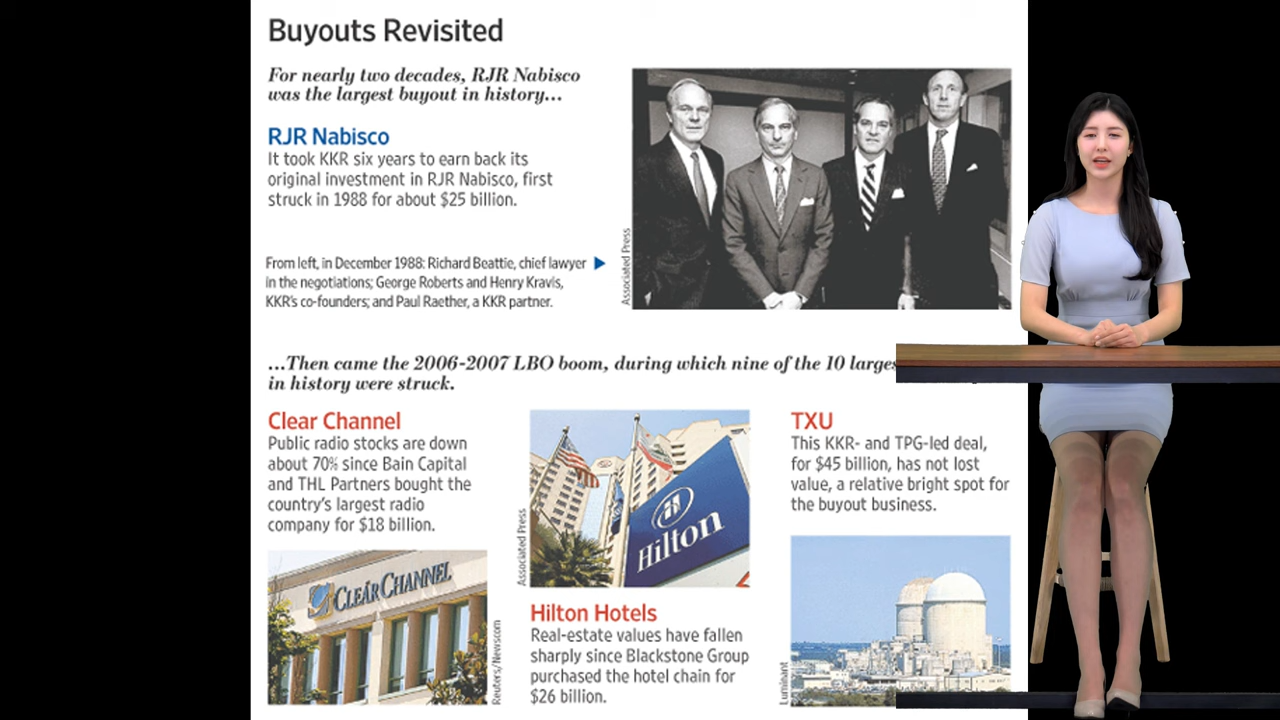 Buyouts Revisited
For nearly two decades, RJR Nabisco
was the largest buyout in history...
RJR Nabisco
It took KKR six years to earn back its
original investment in RJR Nabisco, first
struck in 1988 for about $25 billion.
From left, in December 1988: Richard Beattie, chief lawyer
in the negotiations; George Roberts and Henry Kravis,
KKR's co-founders; and Paul Raether, a KKR partner.
Associated Press
...Then came the 2006-2007 LBO boom, during which nine of the 10
in history were struck.
Clear Channel
Public radio stocks are down
about 70% since Bain Capital
and THL Partners bought the
country's largest radio
company for $18 billion.
CLEAR CHANNEL
Reuters/Newscom
Associated Press
Hilton
Hilton Hotels
Real-estate values have fallen
sharply since Blackstone Group
purchased the hotel chain for
$26 billion.
TXU
This KKR- and TPG-led deal,
for $45 billion, has not lost
value, a relative bright spot for
the buyout business.
Luminant